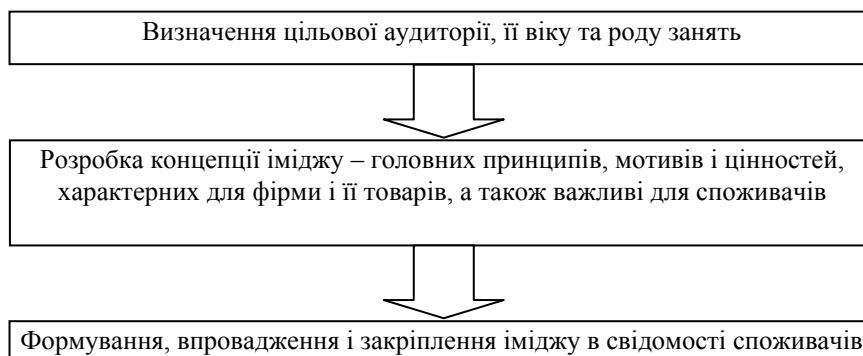 Визначення цільової аудиторії, її віку та роду занять
Розробка концепції іміджу – головних принципів, мотивів і цінностей,
характерних для фірми і її товарів, а також важливі для споживачів
Формування, впровадження і закріплення іміджу в свідомості споживачів